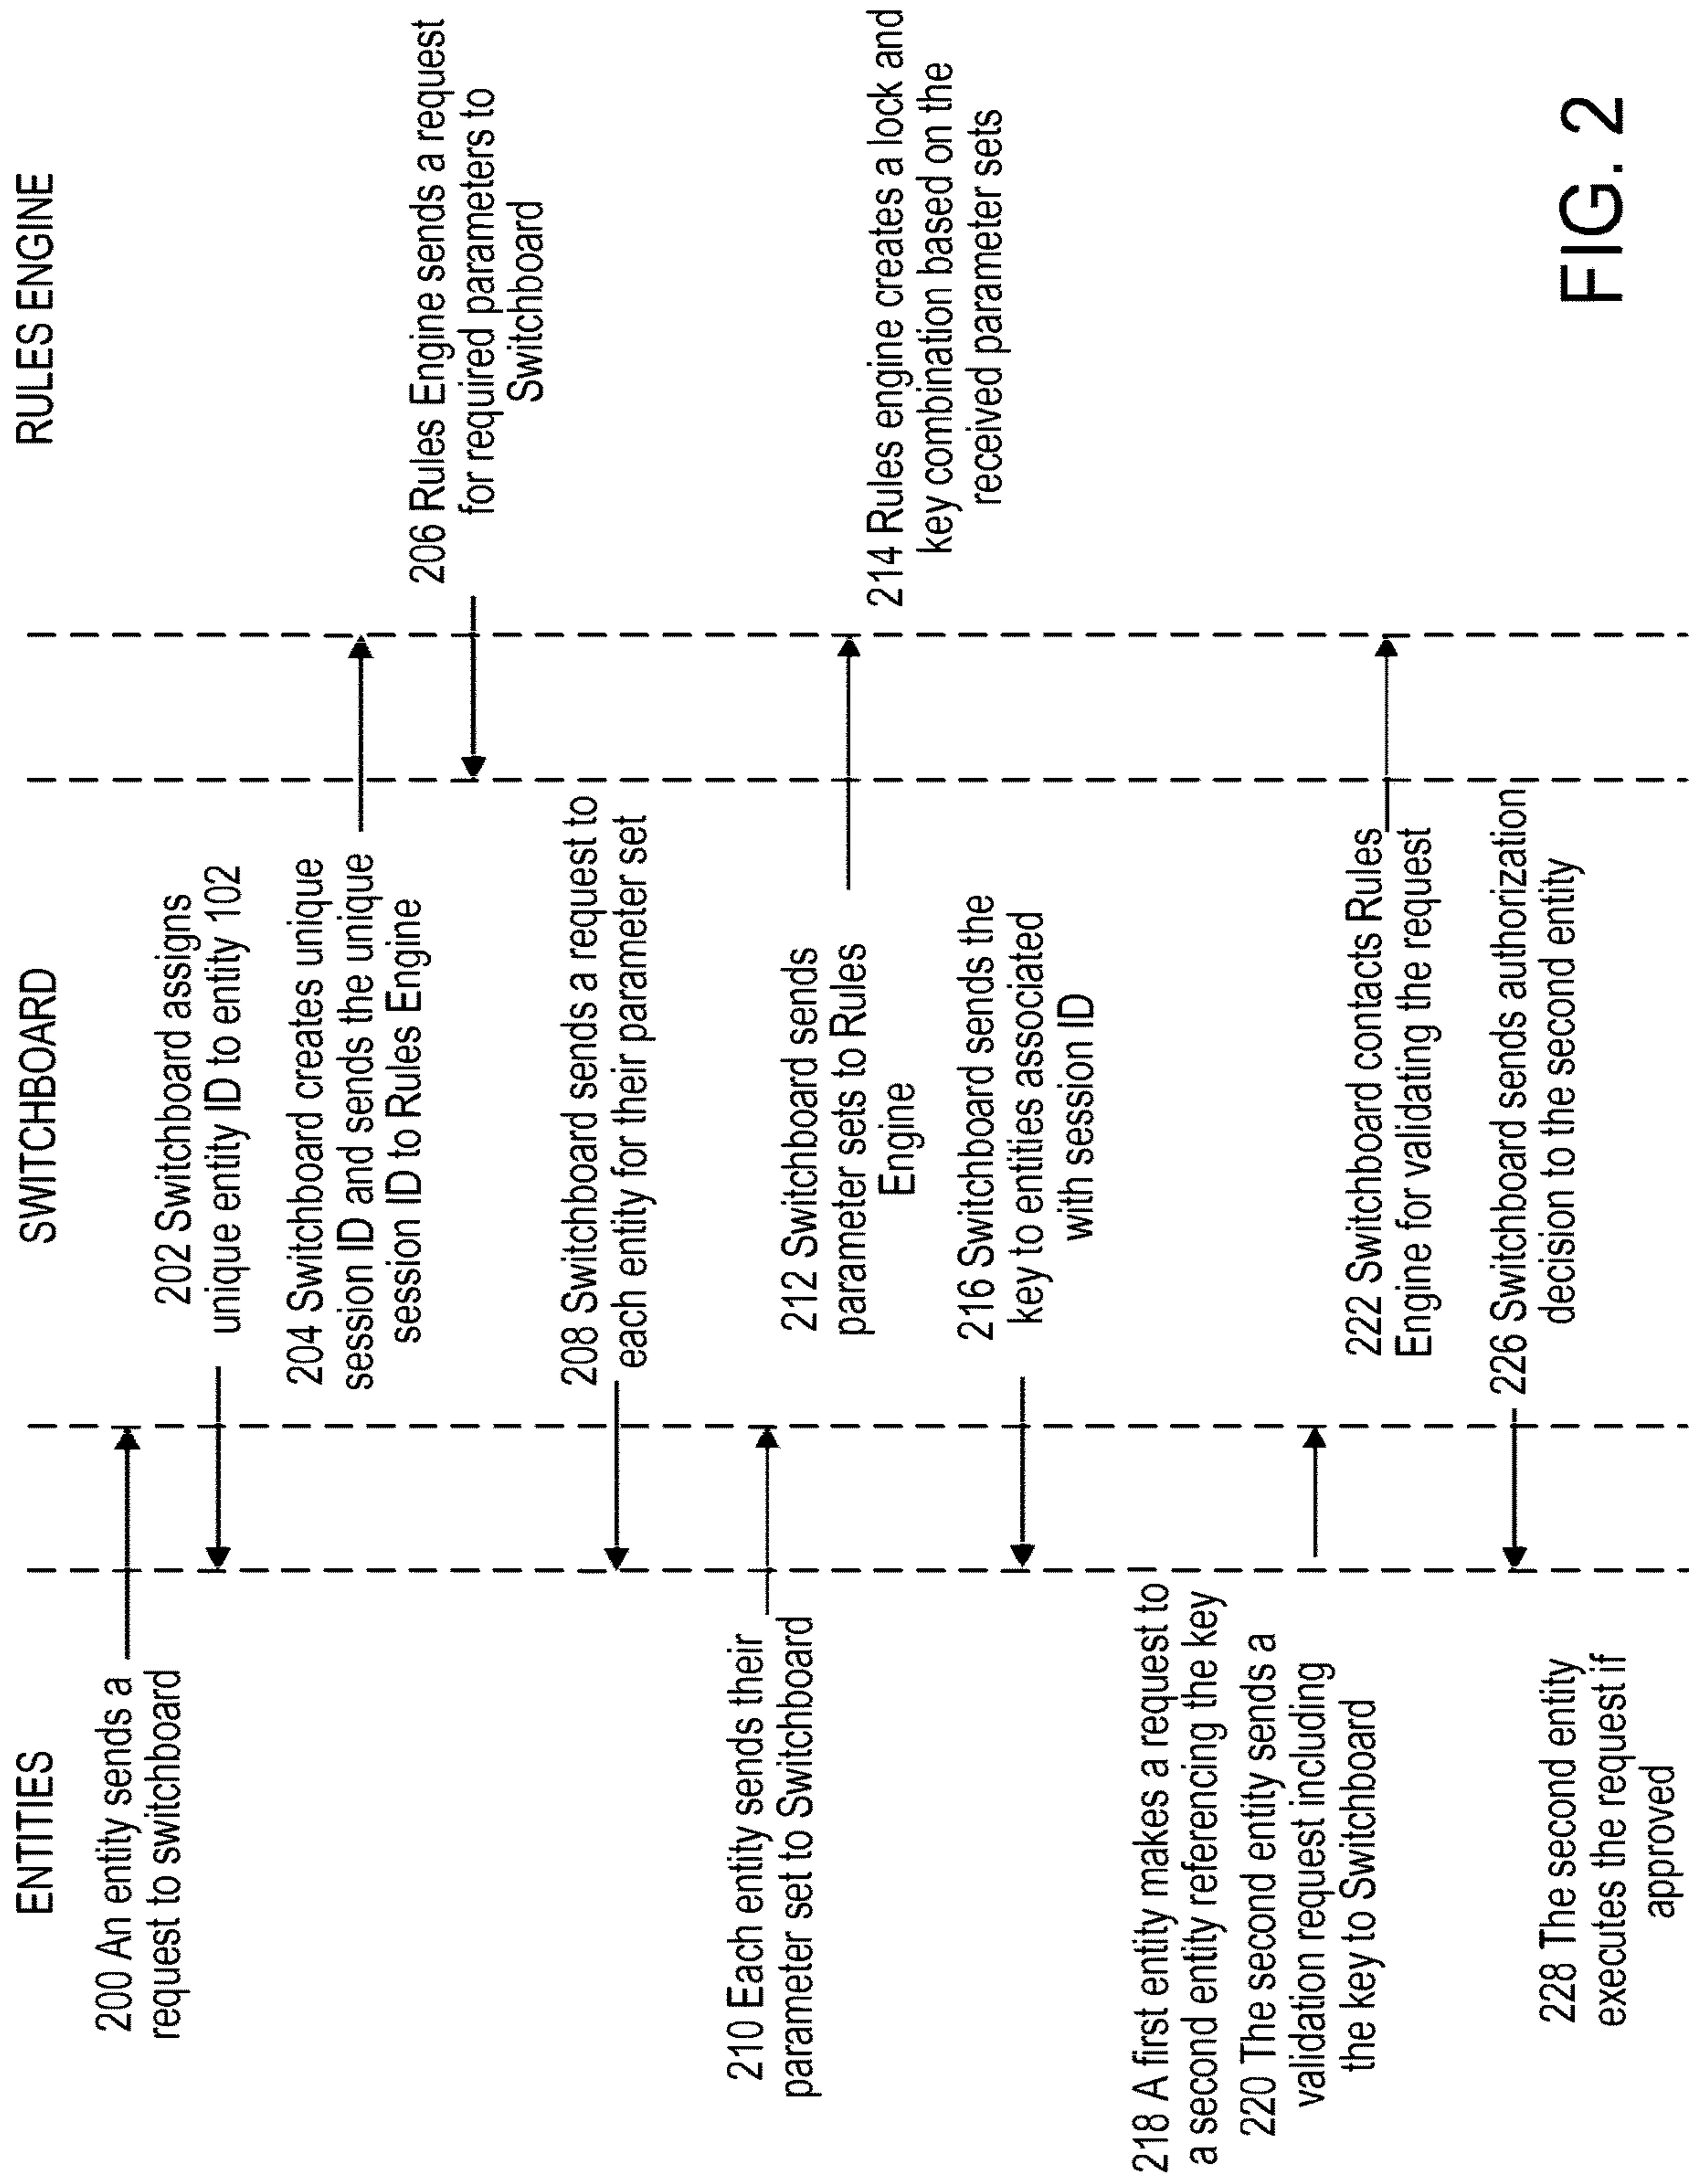 ENTITIES
SWITCHBOARD
RULES ENGINE
200 An entity sends a
request to switchboard
202 Switchboard assigns
unique entity ID to entity 102
204 Switchboard creates unique
session ID and sends the unique
session ID to Rules Engine
206 Rules Engine sends a request
for required parameters to
Switchboard
208 Switchboard sends a request to
each entity for their parameter set
210 Each entity sends their
parameter set to Switchboard
212 Switchboard sends
parameter sets to Rules
Engine
214 Rules engine creates a lock and
key combination based on the
received parameter sets
216 Switchboard sends the
key to entities associated
with session ID
218 A first entity makes a request to
a second entity referencing the key
220 The second entity sends a
validation request including
the key to Switchboard
222 Switchboard contacts Rules
Engine for validating the request
226 Switchboard sends authorization
decision to the second entity
228 The second entity
executes the request if
approved
FIG. 2